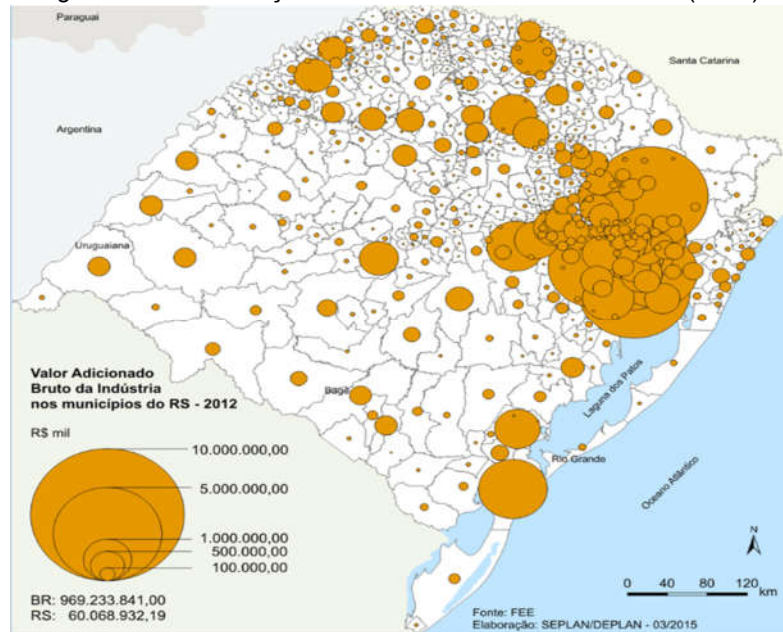 Paraguai
Santa Catarina
Argentina
Uruguaiana
Bagé
Laguna dos Patos
Rio Grande
Oceano Atlântico
Valor Adicionado
Bruto da Indústria
nos municípios do RS - 2012
R$ mil
10.000.000,00
5.000.000,00
1.000.000,00
500.000,00
100.000,00
BR: 969.233.841,00
RS: 60.068.932,19
N
0 40 80 120
km
Fonte: FEE
Elaboração: SEPLAN/DEPLAN - 03/2015